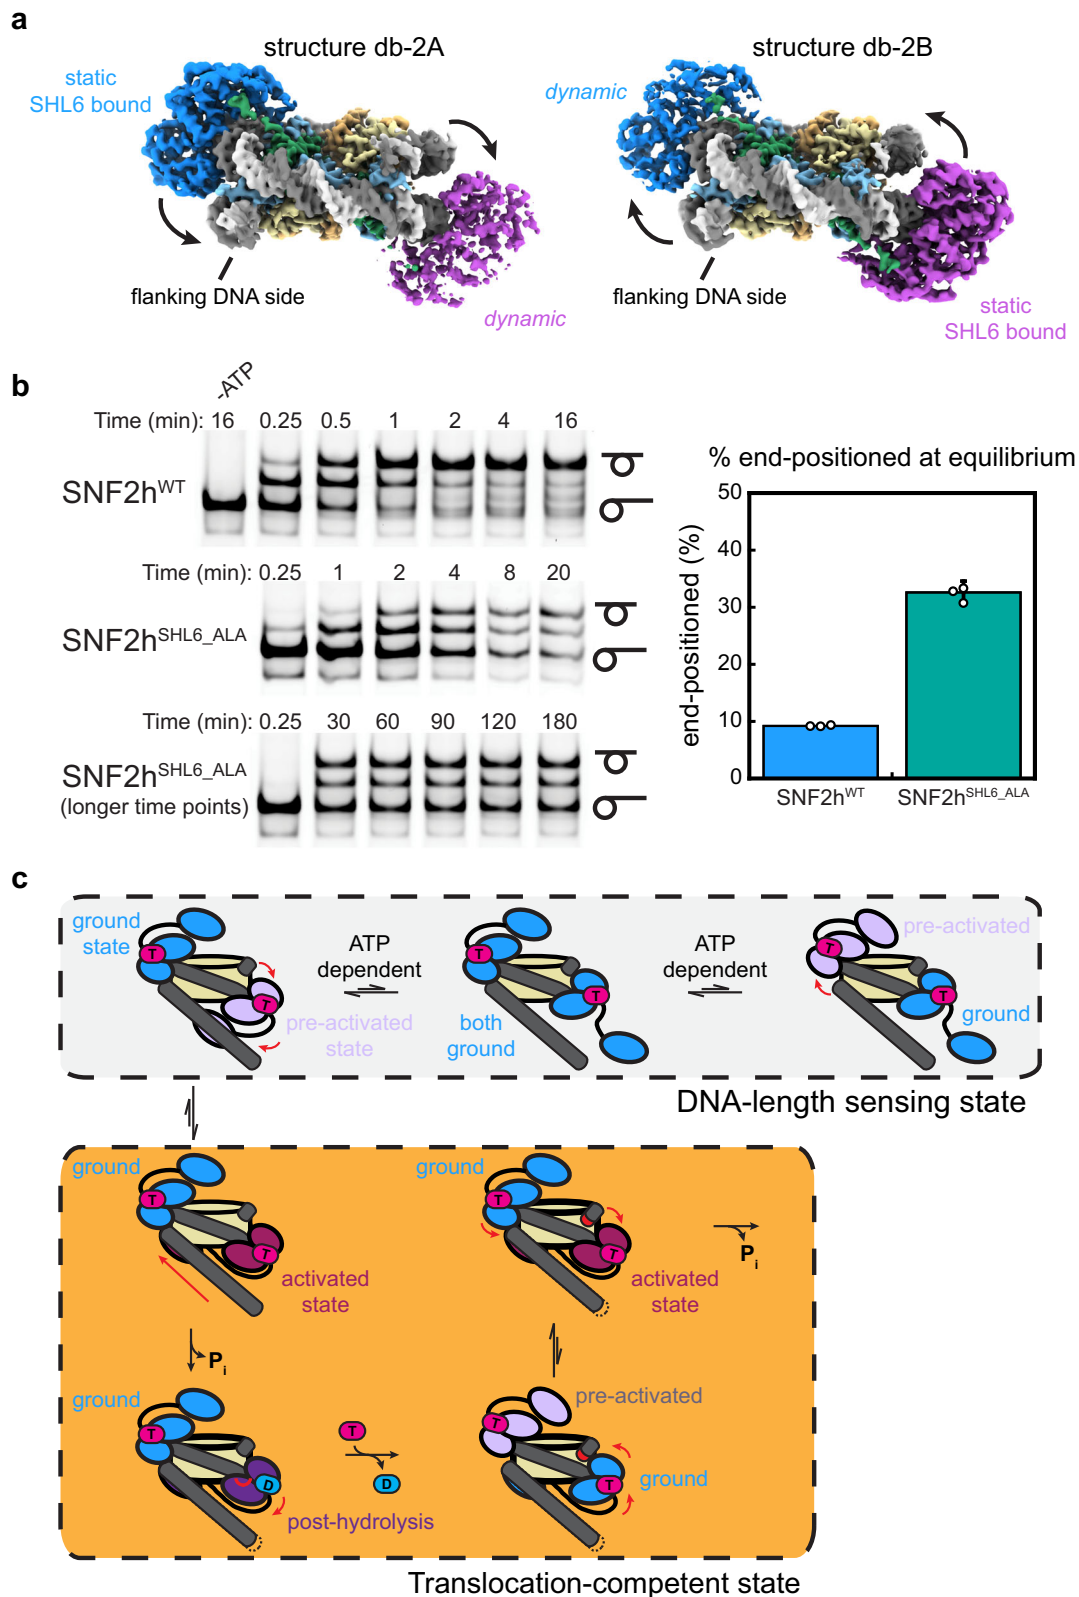 a
structure db-2A
structure db-2B
static
SHL6 bound
dynamic
flanking DNA side
dynamic
flanking DNA side
static
SHL6 bound
b
-ATP
Time (min): 16 0.25 0.5 1 2 4 16
SNF2hWT
Time (min): 0.25 1 2 4 8 20
SNF2hSHL6_ALA
Time (min): 0.25 30 60 90 120 180
SNF2hSHL6_ALA
(longer time points)
% end-positioned at equilibrium
end-positioned (%)
50
40
30
20
10
0
SNF2hWT
SNF2hSHL6_ALA
c
ground
state
T
T
pre-activated
state
ATP
dependent
T
T
both
ground
ATP
dependent
pre-activated
T
T
ground
DNA-length sensing state
ground
T
T
activated
state
ground
T
T
activated
state
Pi
Pi
ground
T
D
post-hydrolysis
T
D
pre-activated
T
T
ground
Translocation-competent state